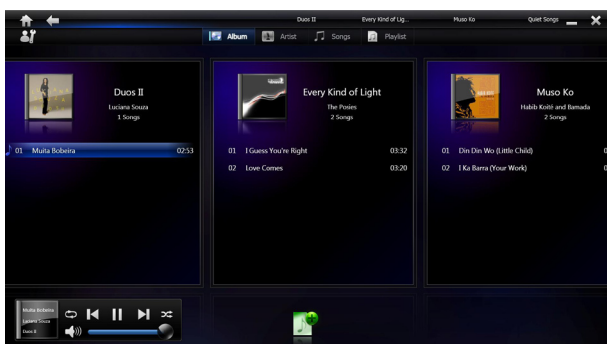 Duos II
Every Kind of Lig...
Muso Ko
Quiet Songs
Album
Artist
Songs
Playlist
Duos II
Luciana Souza
1 Songs
01 Muita Bobeira 02:53
Every Kind of Light
The Posies
2 Songs
01 I Guess You're Right 03:32
02 Love Comes 03:20
Muso Ko
Habib Koité and Bamada
2 Songs
01 Din Din Wo (Little Child) 0
02 I Ka Barra (Your Work) 0
Muita Bobeira
Luciana Souza
Duos II